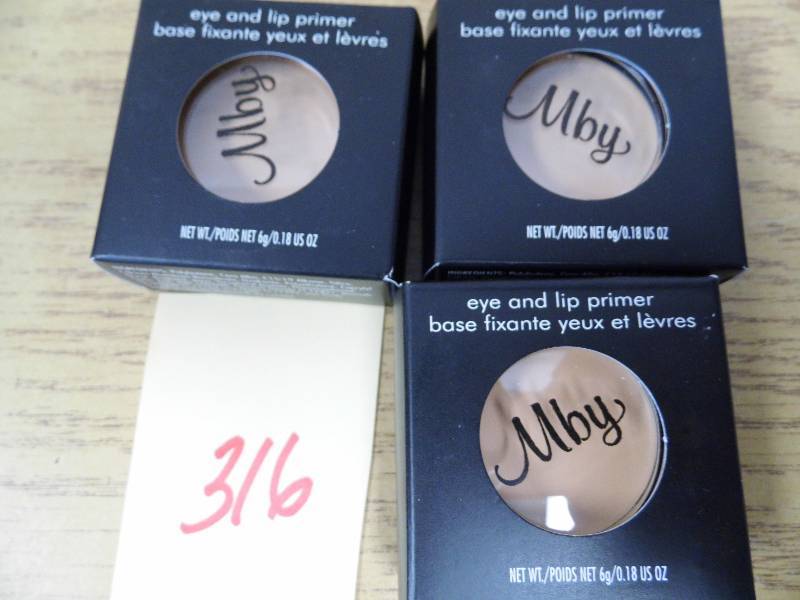 eye and lip primer
base fixante yeux et lèvres
Mby
NET WT./POIDS NET 6g/0.18 US OZ
eye and lip primer
base fixante yeux et lèvres
Mby
NET WT./POIDS NET 6g/0.18 US OZ
INGREDIENTS:
eye and lip primer
base fixante yeux et lèvres
Mby
NET WT./POIDS NET 6g/0.18 US OZ
316